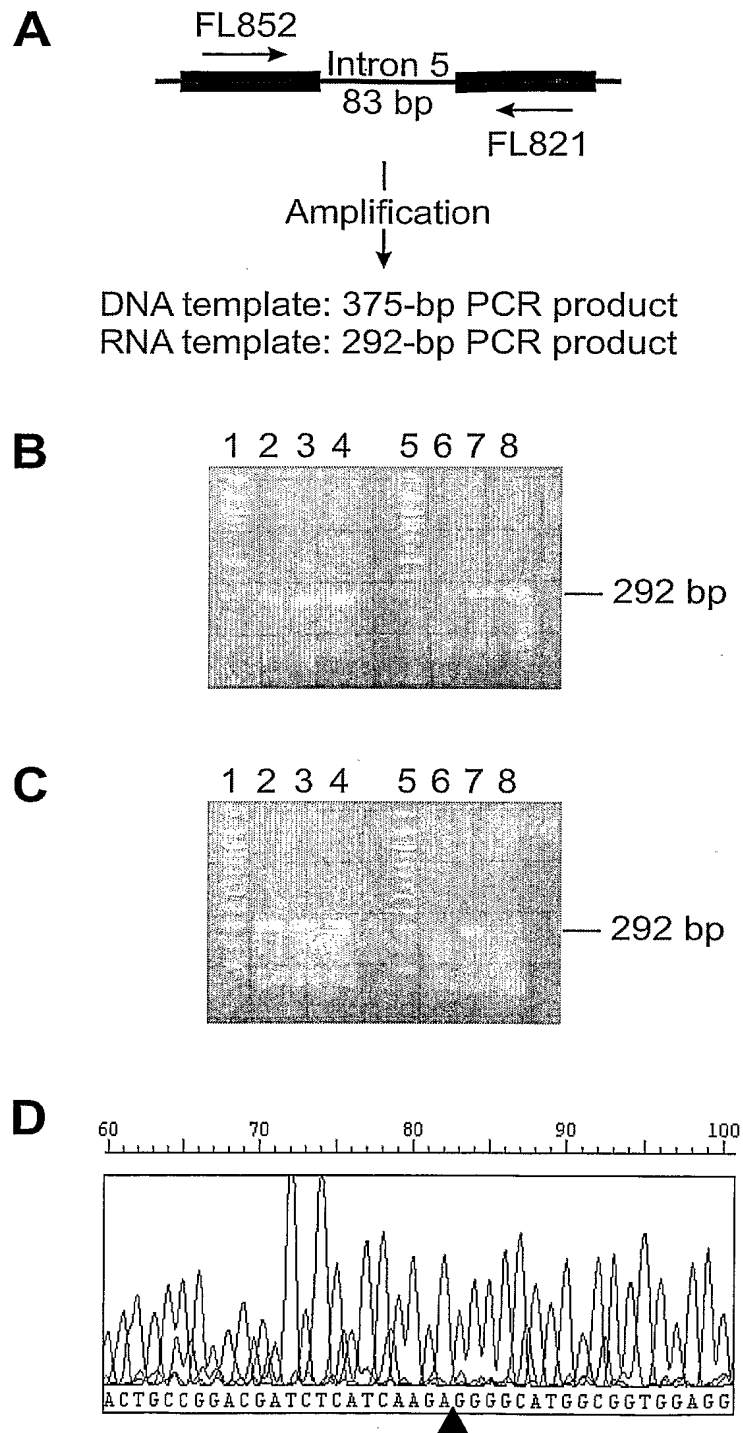 A
FL852
Intron 5
83 bp
FL821
Amplification
DNA template: 375-bp PCR product
RNA template: 292-bp PCR product
B
1 2 3 4 5 6 7 8
292 bp
C
1 2 3 4 5 6 7 8
292 bp
D
60 70 80 90 100
ACTGCCGGACGATCTCATCAAGAGGGGCATGGCGGTGGAGG